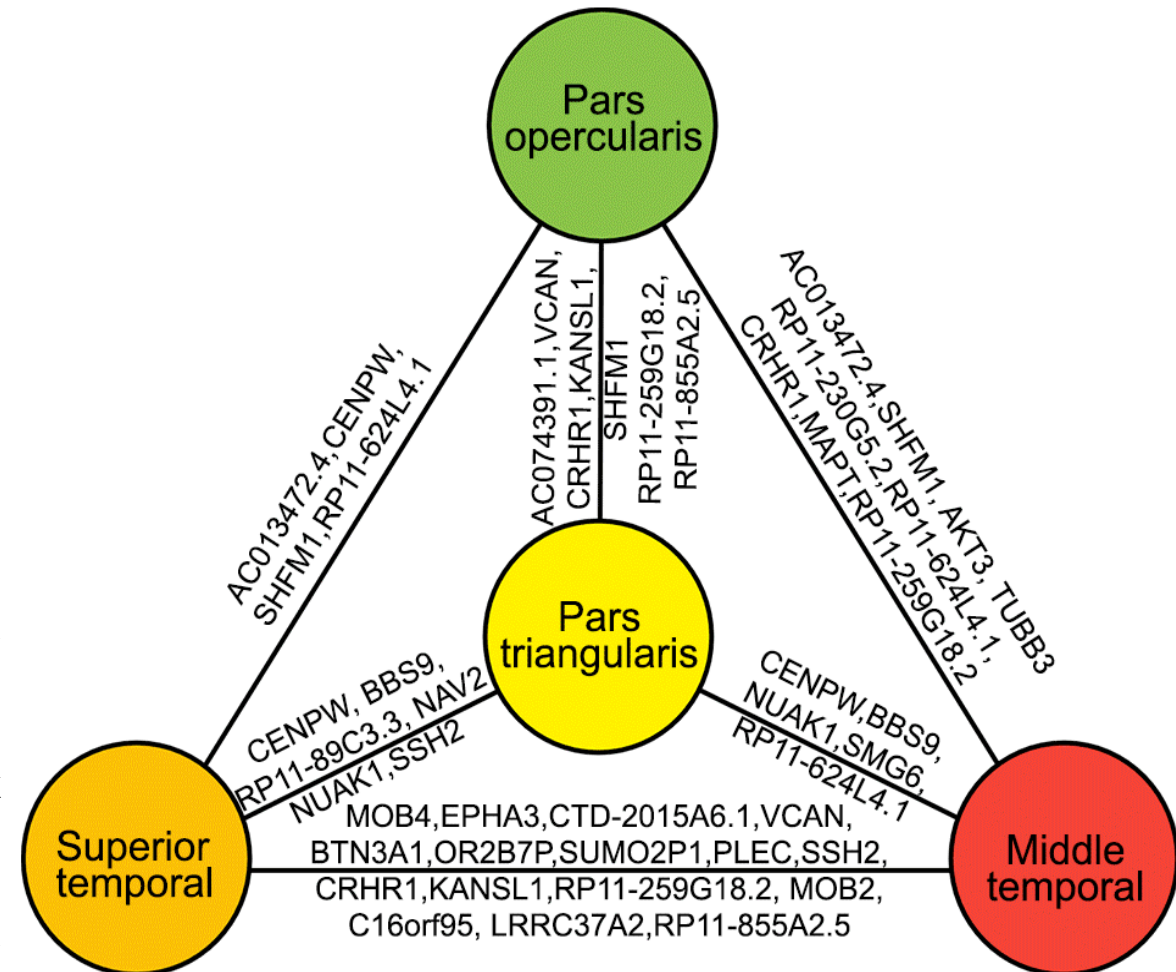 Pars
opercularis
AC013472.4,CENPW,
SHFM1,RP11-624L4.1
AC074391.1,VCAN,
CRHR1,KANSL1,
SHFM1
RP11-259G18.2,
RP11-855A2.5
AC013472.4,SHFM1, AKT3, TUBB3
RP11-230G5.2,RP11-624L4.1,
CRHR1,MAPT,RP11-259G18.2
Pars
triangularis
CENPW, BBS9,
RP11-89C3.3, NAV2
NUAK1,SSH2
CENPW,BBS9,
NUAK1,SMG6,
RP11-624L4.1
Superior
temporal
MOB4,EPHA3,CTD-2015A6.1,VCAN,
BTN3A1,OR2B7P,SUMO2P1,PLEC,SSH2,
CRHR1,KANSL1,RP11-259G18.2, MOB2,
C16orf95, LRRC37A2,RP11-855A2.5
Middle
temporal